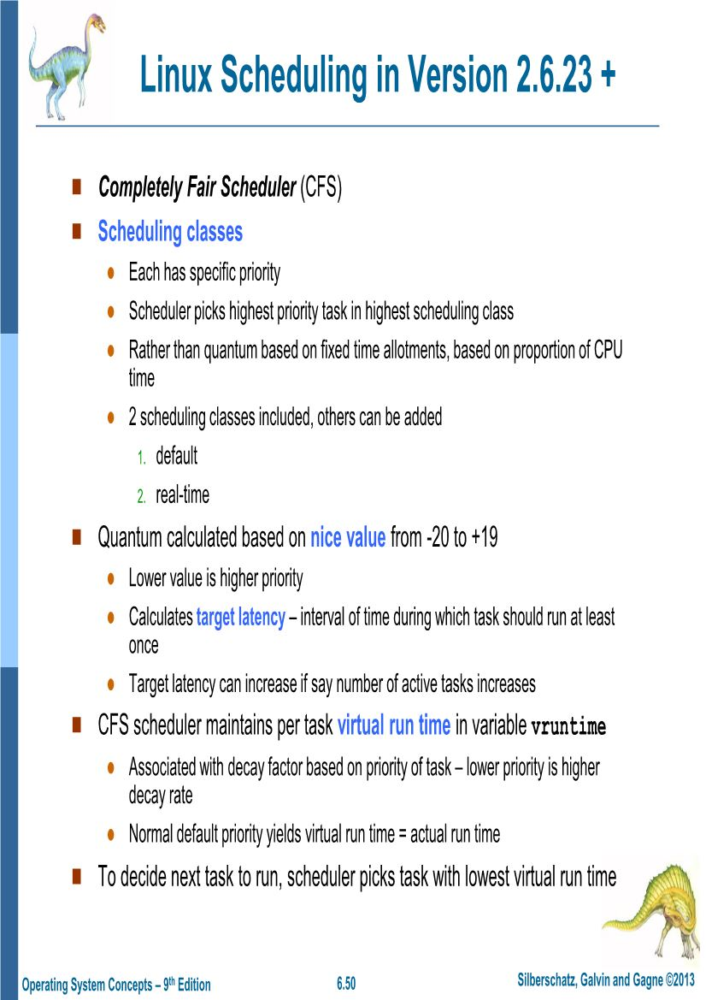 Linux Scheduling in Version 2.6.23 +
Completely Fair Scheduler (CFS)
Scheduling classes
Each has specific priority
Scheduler picks highest priority task in highest scheduling class
Rather than quantum based on fixed time allotments, based on proportion of CPU
time
2 scheduling classes included, others can be added
1. default
2. real-time
Quantum calculated based on nice value from -20 to +19
Lower value is higher priority
Calculates target latency – interval of time during which task should run at least
once
Target latency can increase if say number of active tasks increases
CFS scheduler maintains per task virtual run time in variable vruntime
Associated with decay factor based on priority of task – lower priority is higher
decay rate
Normal default priority yields virtual run time = actual run time
To decide next task to run, scheduler picks task with lowest virtual run time
Operating System Concepts – 9th Edition
6.50
Silberschatz, Galvin and Gagne ©2013